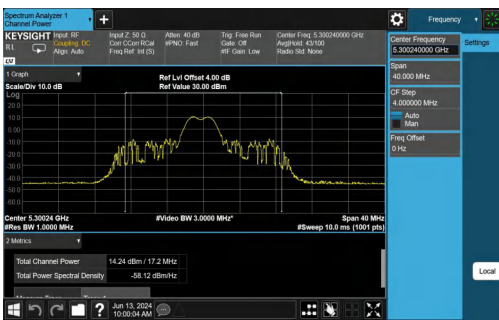 Spectrum Analyzer 1
Channel Power
+
Frequency
KEYSIGHT
Input: RF
Input Z: 50 Ω
Atten: 40 dB
Trig: Free Run
Center Freq: 5.300240000 GHz
RL
Coupling: DC
Corr CCorr RCal
#PNO: Fast
Gate: Off
Avg|Hold: 43/100
Align: Auto
Freq Ref: Int (S)
#IF Gain: Low
Radio Std: None
Center Frequency
5.300240000 GHz
Settings
Span
40.000 MHz
CF Step
4.000000 MHz
Auto
Man
Freq Offset
0 Hz
1 Graph
Ref Lvl Offset 4.00 dB
Scale/Div 10.0 dB
Ref Value 30.00 dBm
Log
20.0
10.0
0.00
-10.0
-20.0
-30.0
-40.0
-50.0
-60.0
Center 5.30024 GHz
#Video BW 3.0000 MHz*
Span 40 MHz
#Res BW 1.0000 MHz
#Sweep 10.0 ms (1001 pts)
2 Metrics
Total Channel Power
14.24 dBm / 17.2 MHz
Total Power Spectral Density
-58.12 dBm/Hz
Local
?
Jun 13, 2024
10:00:04 AM